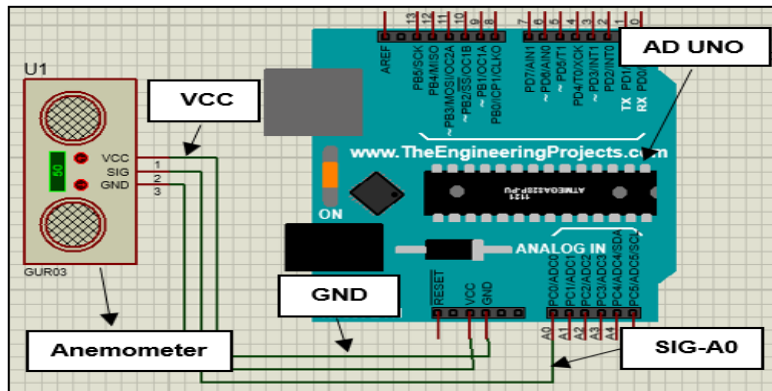 U1
VCC
SIG
GND
1
2
3
50
GUR03
VCC
Anemometer
GND
AD UNO
SIG-A0
AREF
13
12
11
10
9
8
7
6
5
4
3
2
1
0
PB5/SCK
PB4/MISO
~ PB3/MOSI/OC2A
~ PB2/SS/OC1B
~ PB1/OC1A
PB0/ICP1/CLKO
PD7/AIN1
~ PD6/AIN0
~ PD5/T1
PD4/T0/XCK
~ PD3/INT1
PD2/INT0
TX PD1/
RX PD0/
www.TheEngineeringProjects.com
1121
ON
ANALOG IN
RESET
VCC
GND
PC0/ADC0
PC1/ADC1
PC2/ADC2
PC3/ADC3
PC4/ADC4/SDA
PC5/ADC5/SCL
A0
A1
A2
A3
A4